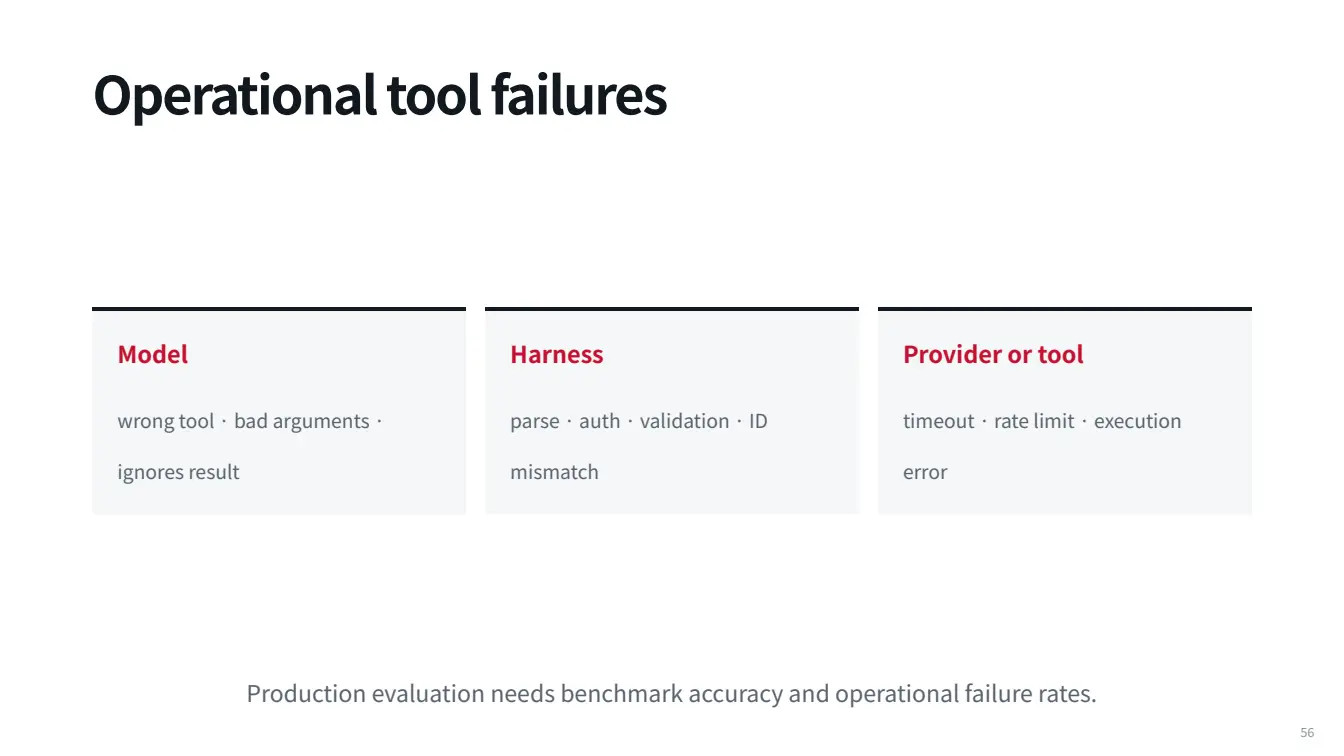 Operational tool failures
Model
wrong tool · bad arguments ·
ignores result
Harness
parse · auth · validation · ID
mismatch
Provider or tool
timeout · rate limit · execution
error
Production evaluation needs benchmark accuracy and operational failure rates.
56